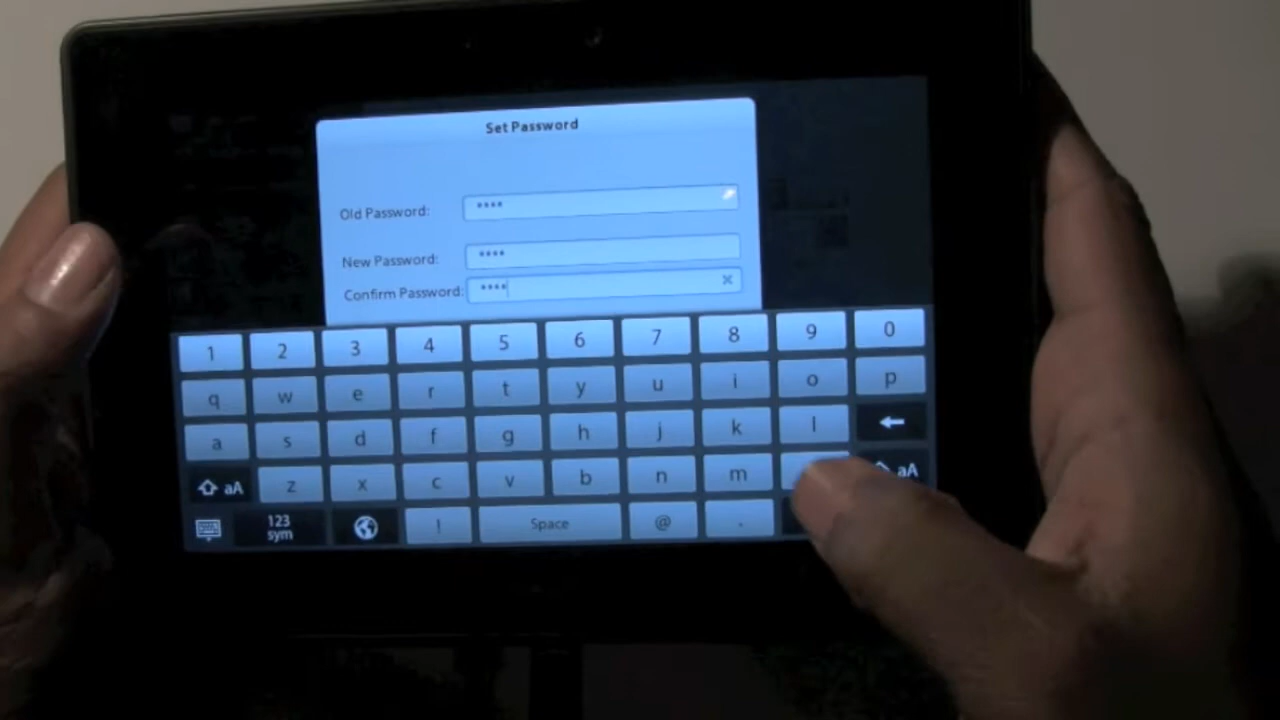 Set Password
Old Password: ****
New Password: ****
Confirm Password: ****
1 2 3 4 5 6 7 8 9 0
q w e r t y u i o p
a s d f g h j k l
aA z x c v b n m aA
123 sym ! Space @ .